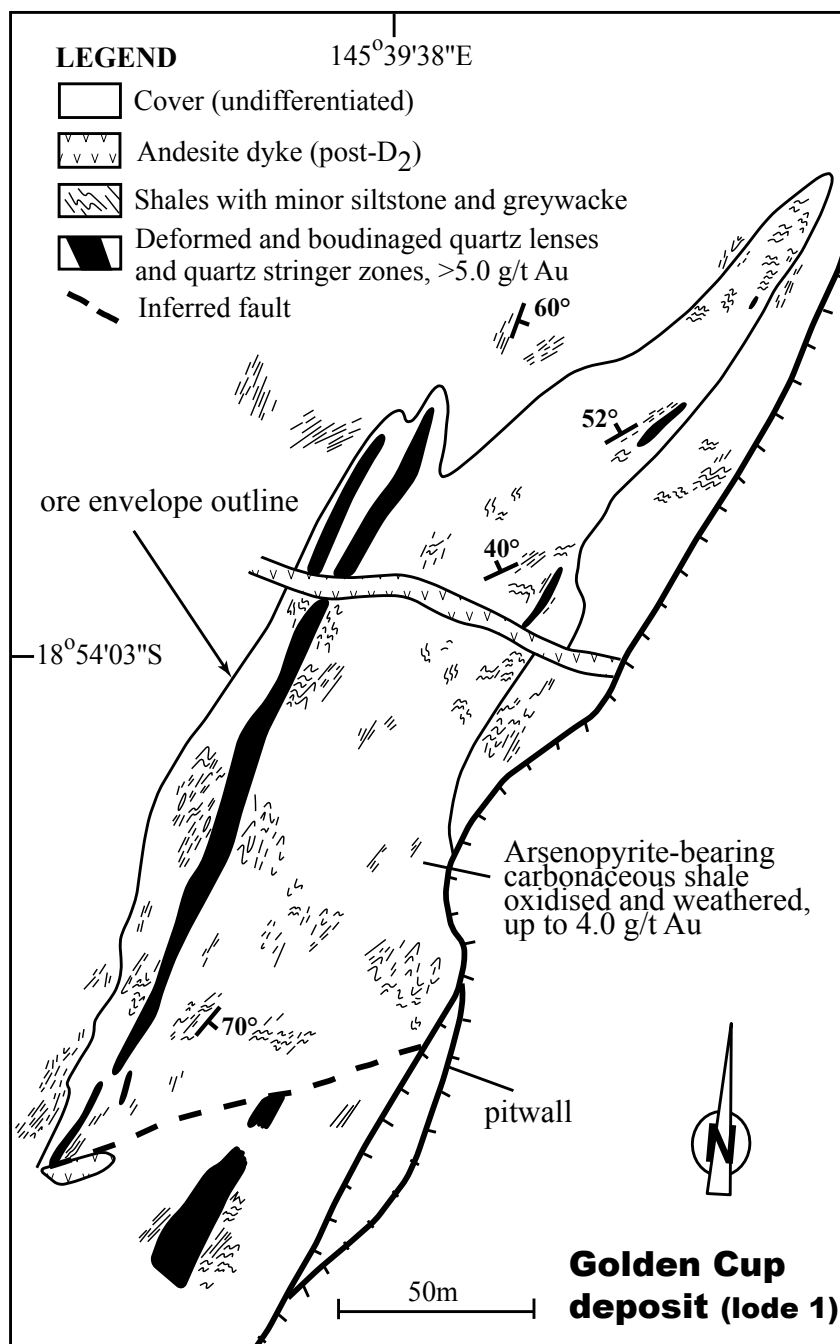 145°39'38"E
LEGEND
Cover (undifferentiated)
Andesite dyke (post-D2)
Shales with minor siltstone and greywacke
Deformed and boudinaged quartz lenses
and quartz stringer zones, >5.0 g/t Au
Inferred fault
60°
52°
ore envelope outline
40°
18°54'03"S
Arsenopyrite-bearing
carbonaceous shale
oxidised and weathered,
up to 4.0 g/t Au
70°
pitwall
N
50m
Golden Cup
deposit (lode 1)